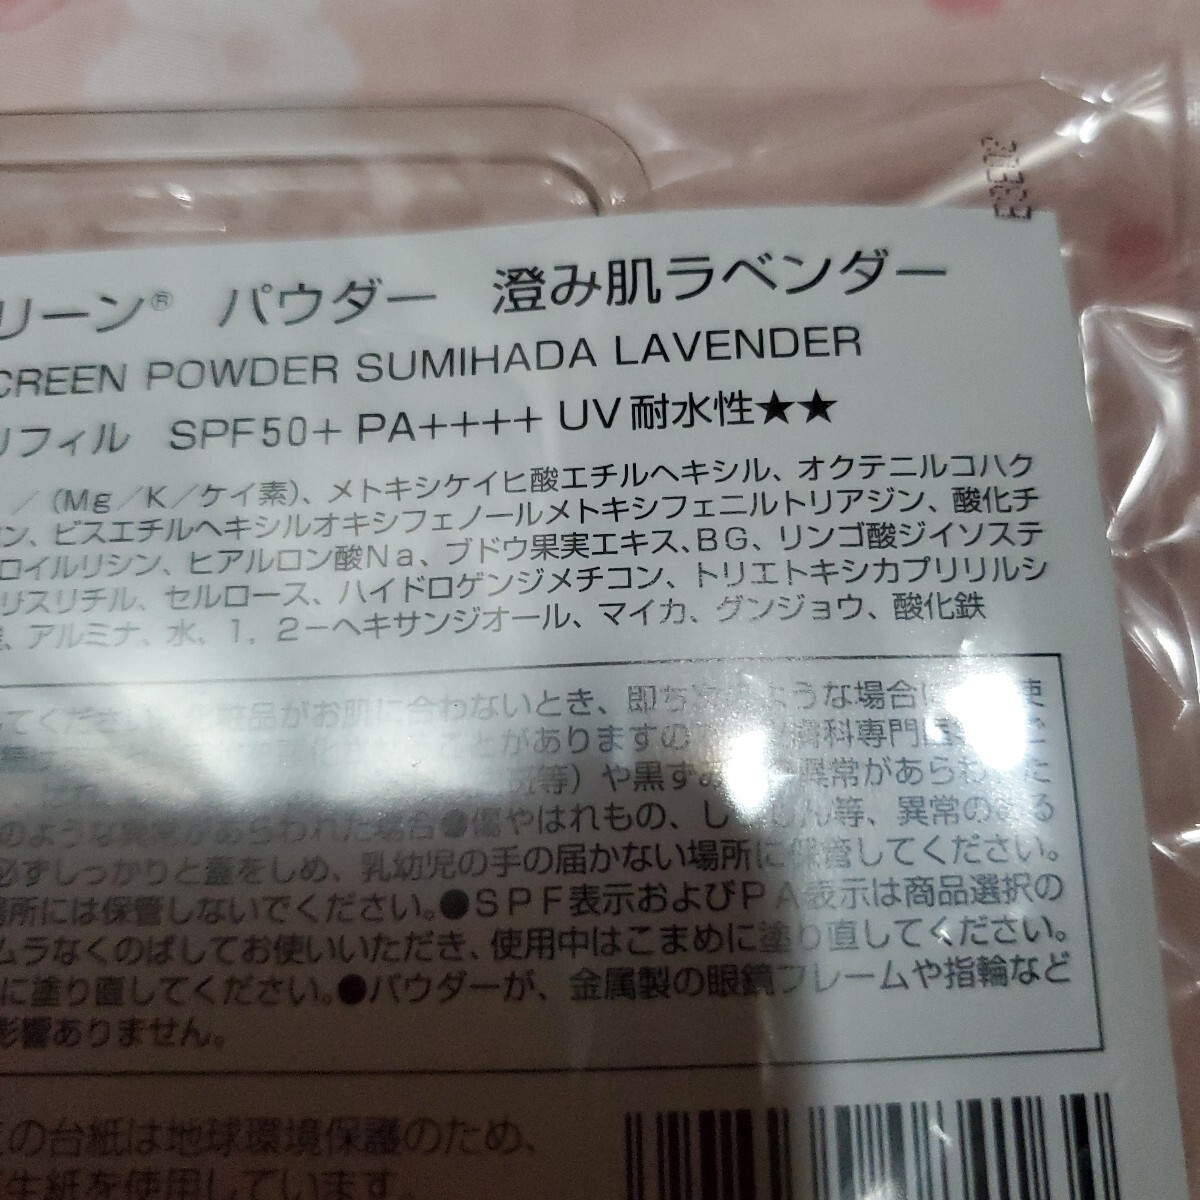 リーン® パウダー 澄み肌ラベンダー
CREEN POWDER SUMIHADA LAVENDER
リフィル SPF50+ PA++++ UV耐水性★★
／（Mg／K／ケイ素）、メトキシケイヒ酸エチルヘキシル、オクテニルコハク
ン、ビスエチルヘキシルオキシフェノールメトキシフェニルトリアジン、酸化チ
ロイルリシン、ヒアルロン酸Na、ブドウ果実エキス、BG、リンゴ酸ジイソステ
リスリチル、セルロース、ハイドロゲンジメチコン、トリエトキシカプリリルシ
アルミナ、水、1，2－ヘキサンジオール、マイカ、グンジョウ、酸化鉄
てください 品がお肌に合わないとき、即ち ような場合に 使
ことがありますの 科専門
斑等）や黒ず 異常があらわ た
のような異常があらわれた場合●傷やはれもの、し ん等、異常のある
必ずしっかりと蓋をしめ、乳幼児の手の届かない場所に保管してください。
場所には保管しないでください。●SPF表示およびPA表示は商品選択の
ムラなくのばしてお使いいただき、使用中はこまめに塗り直してください。
に塗り直してください。●パウダーが、金属製の眼鏡フレームや指輪など
影響ありません。
の台紙は地球環境保護のため、
生紙を使用しています